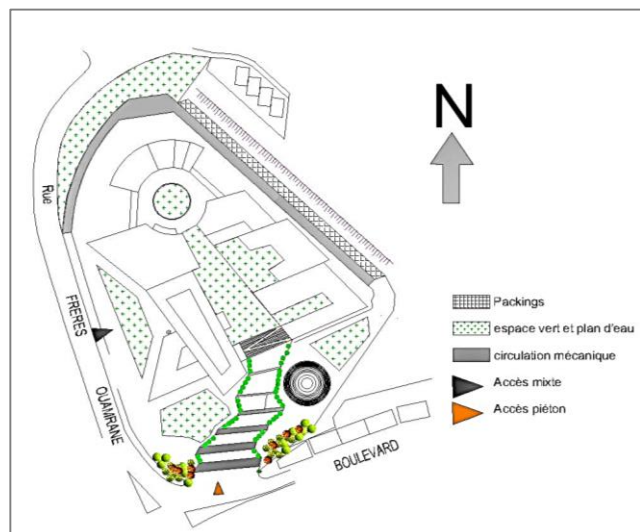 N
Rue
FRERES
OUAMRANE
BOULEVARD
Packings
espace vert et plan d'eau
circulation mécanique
Accès mixte
Accès piéton